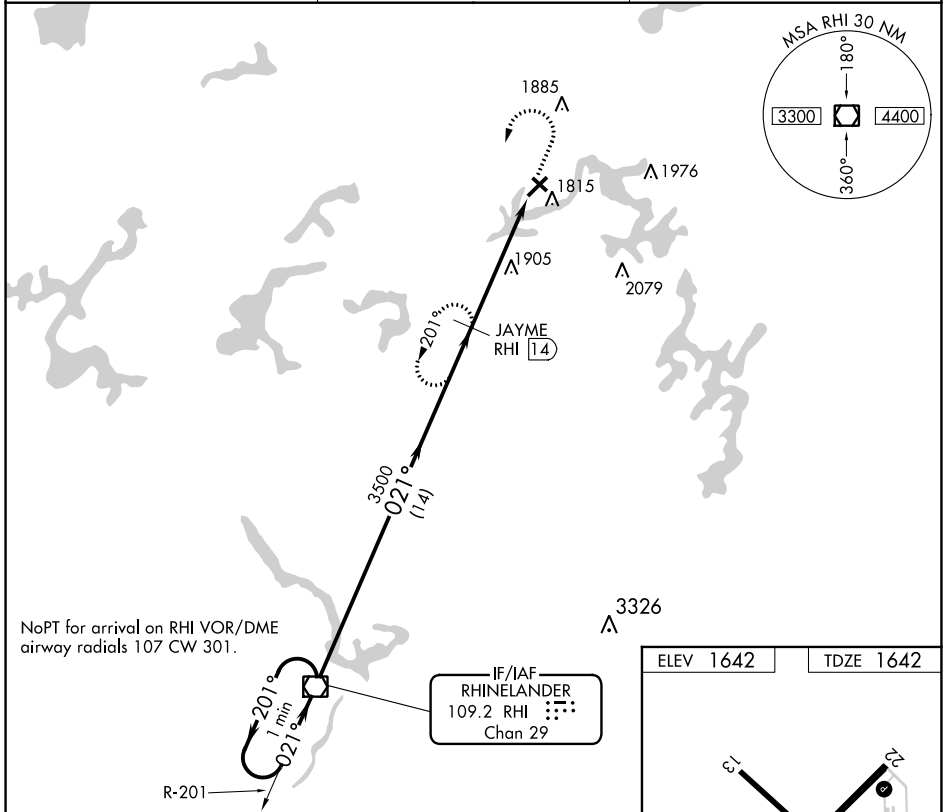 MSA RHI 30 NM
180°
3300
4400
360°
1885
1815
1976
1905
2079
201°
JAYME
RHI 14
3500
021°
(14)
3326
NoPT for arrival on RHI VOR/DME
airway radials 107 CW 301.
IF/IAF
RHINELANDER
109.2 RHI
Chan 29
201°
1 min
021°
R-201
ELEV 1642
TDZE 1642
13
22
P